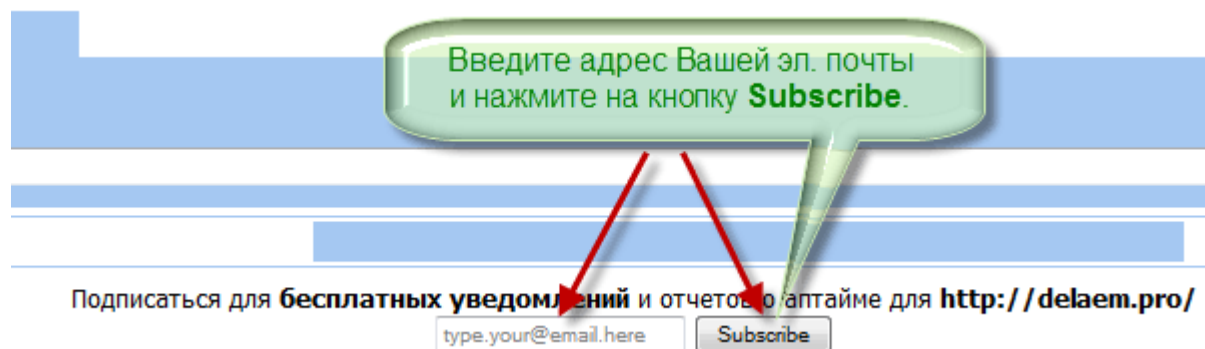 Введите адрес Вашей эл. почты
и нажмите на кнопку Subscribe.
Подписаться для бесплатных уведомлений и отчетов о аптайме для http://delaem.pro/
type.your@email.here Subscribe